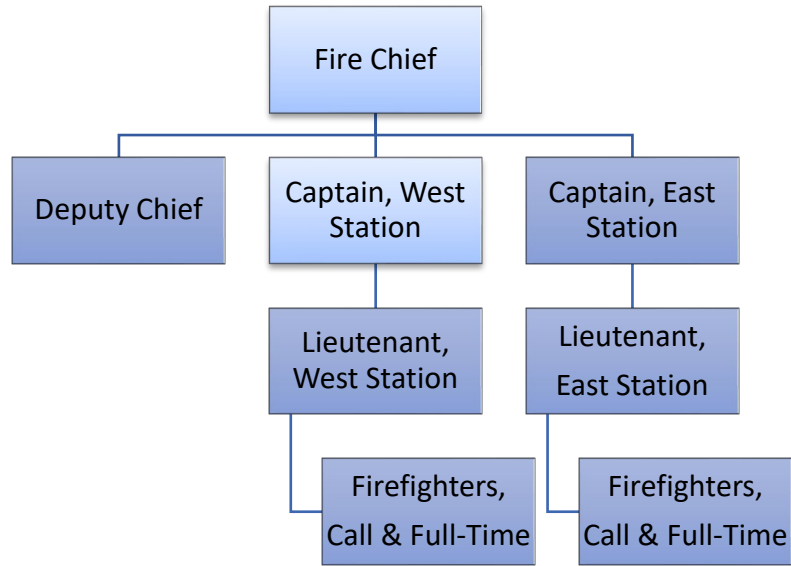 Fire Chief
Deputy Chief
Captain, West
Station
Captain, East
Station
Lieutenant,
West Station
Lieutenant,
East Station
Firefighters,
Call & Full-Time
Firefighters,
Call & Full-Time